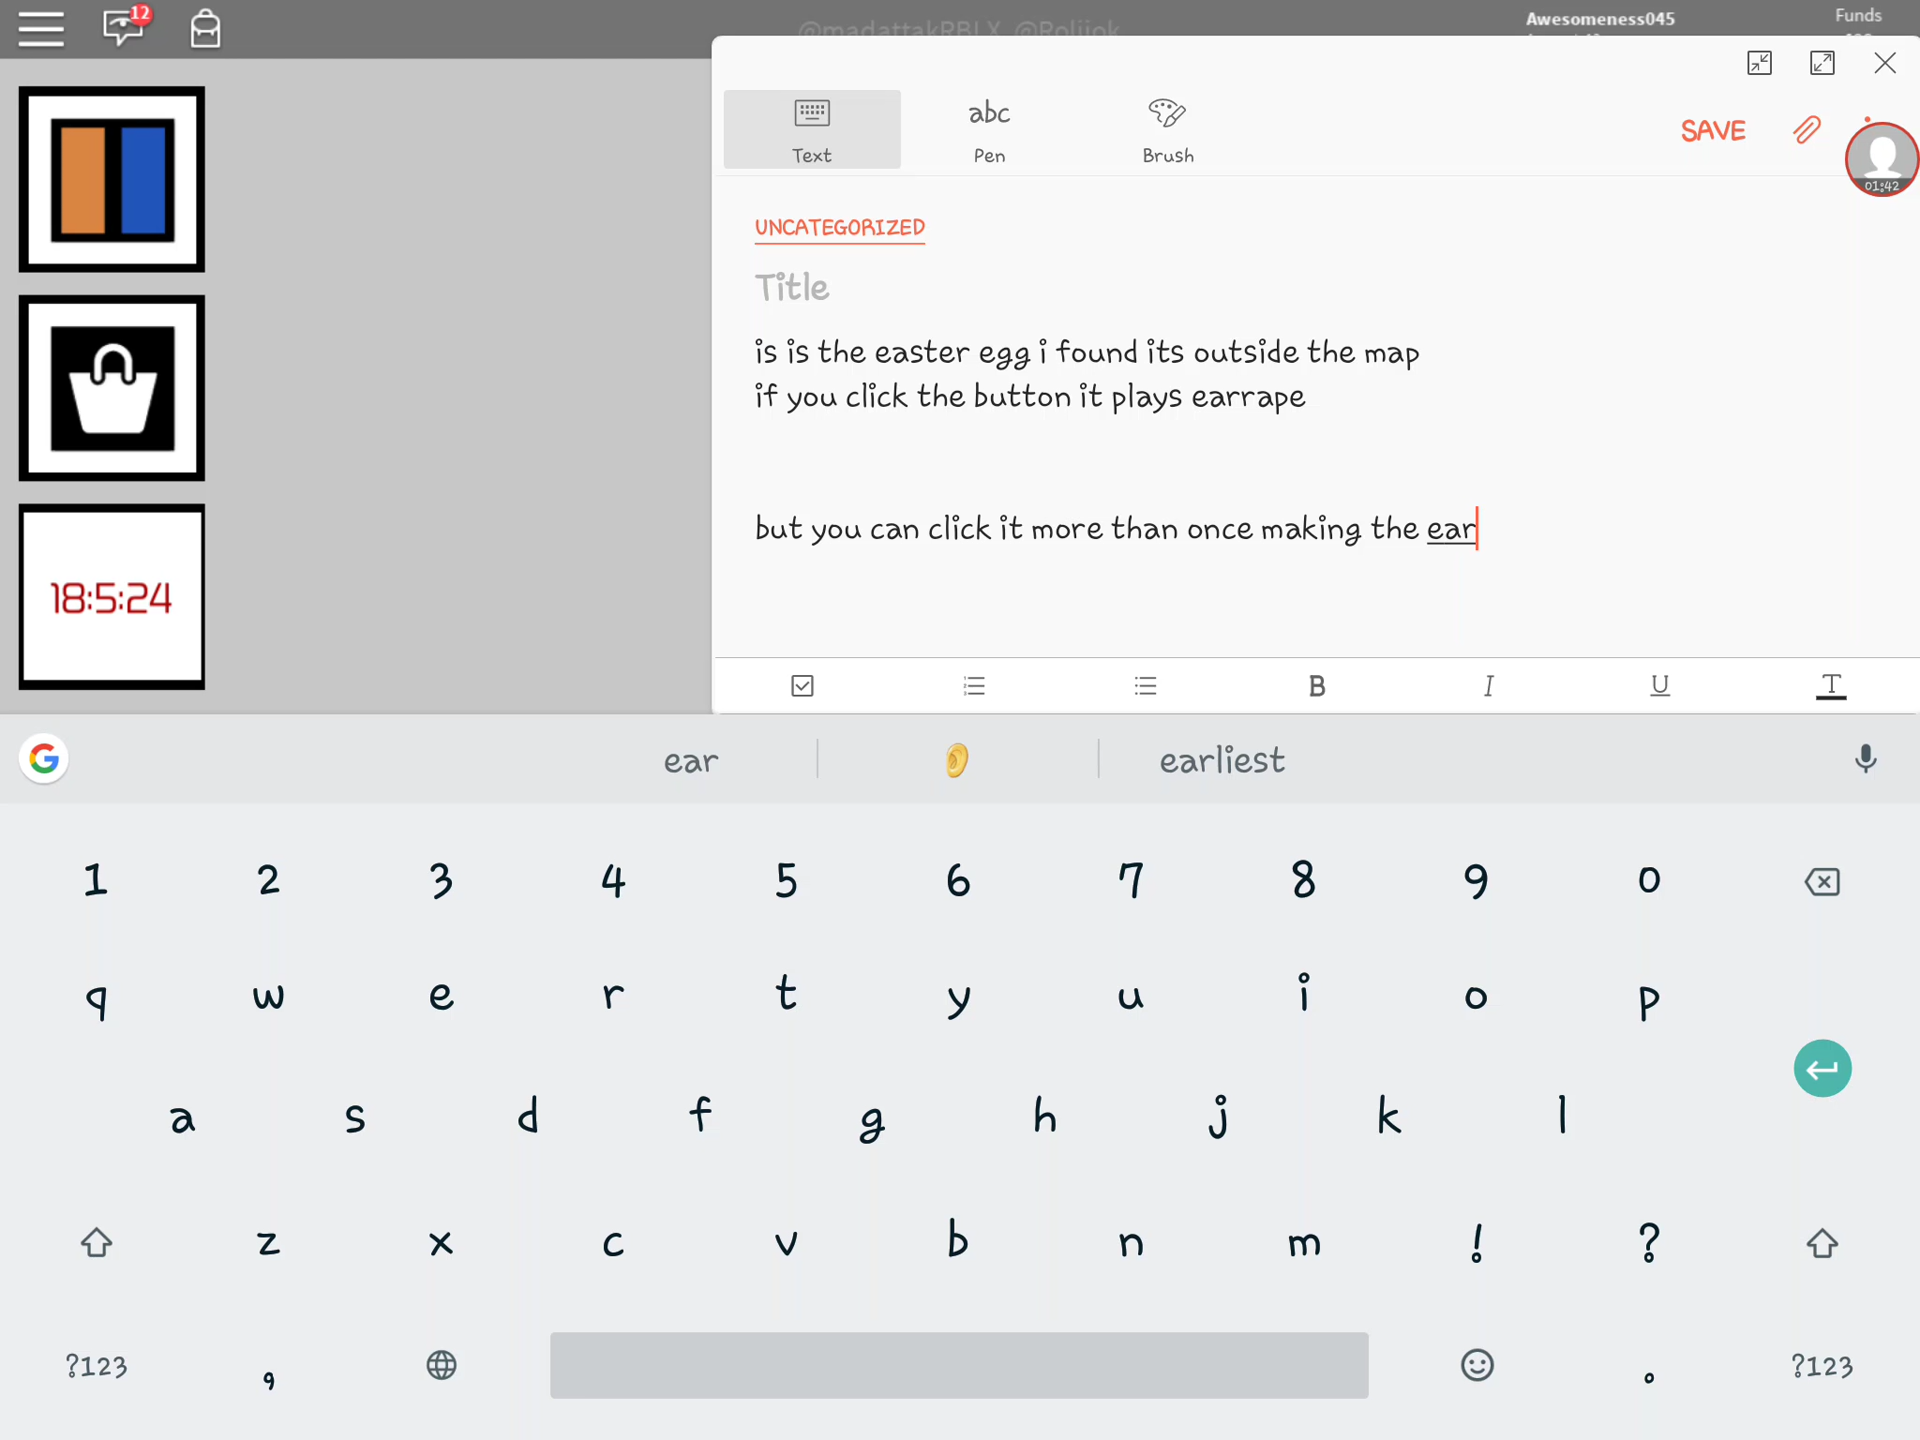 12
@madattakRBLX @Rolijok
Awesomeness045
Funds
Text
abc
Pen
Brush
SAVE
01:42
UNCATEGORIZED
Title
is is the easter egg i found its outside the map
if you click the button it plays earrape
but you can click it more than once making the ear
18:5:24
B I U T
ear
earliest
1 2 3 4 5 6 7 8 9 0
q w e r t y u i o p
a s d f g h j k l
z x c v b n m ! ?
?123 , . ?123